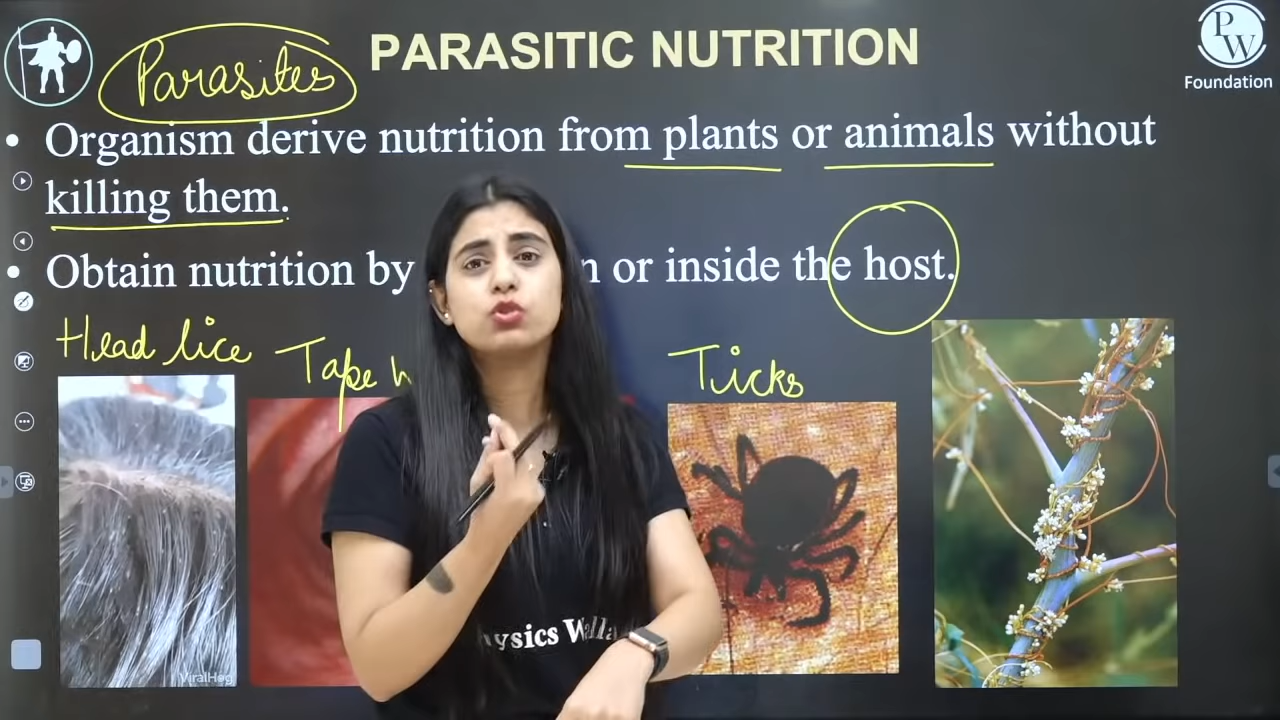 PARASITIC NUTRITION
Parasites
PW
Foundation
• Organism derive nutrition from plants or animals without
killing them.
• Obtain nutrition by or inside the host.
Head lice
Tape
Ticks
ysics Walla
ViralHog